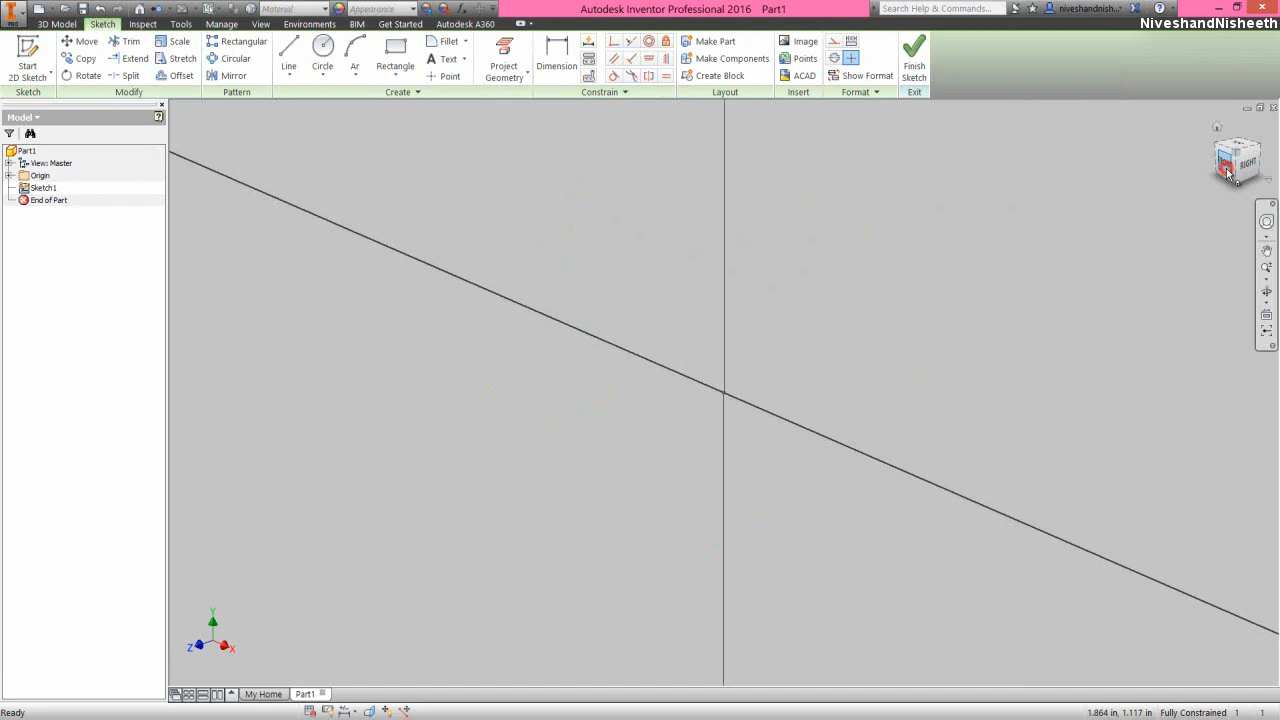 Autodesk Inventor Professional 2016 Part1
Material
Appearance
Search Help & Commands...
niveshandnish...
NiveshandNisheeth
PRO
3D Model Sketch Inspect Tools Manage View Environments BIM Get Started Autodesk A360
Start
2D Sketch
Move Trim Scale
Copy Extend Stretch
Rotate Split Offset
Rectangular
Circular
Mirror
Line Circle Arc Rectangle
Fillet
Text
Point
Project
Geometry
Dimension
Make Part
Make Components
Create Block
Image
Points
ACAD
Show Format
Finish
Sketch
Sketch Modify Pattern Create Constrain Layout Insert Format Exit
Model
Part1
View: Master
Origin
Sketch1
End of Part
RIGHT
Y
Z
X
My Home Part1
Ready
1.864 in, 1.117 in Fully Constrained 1 1